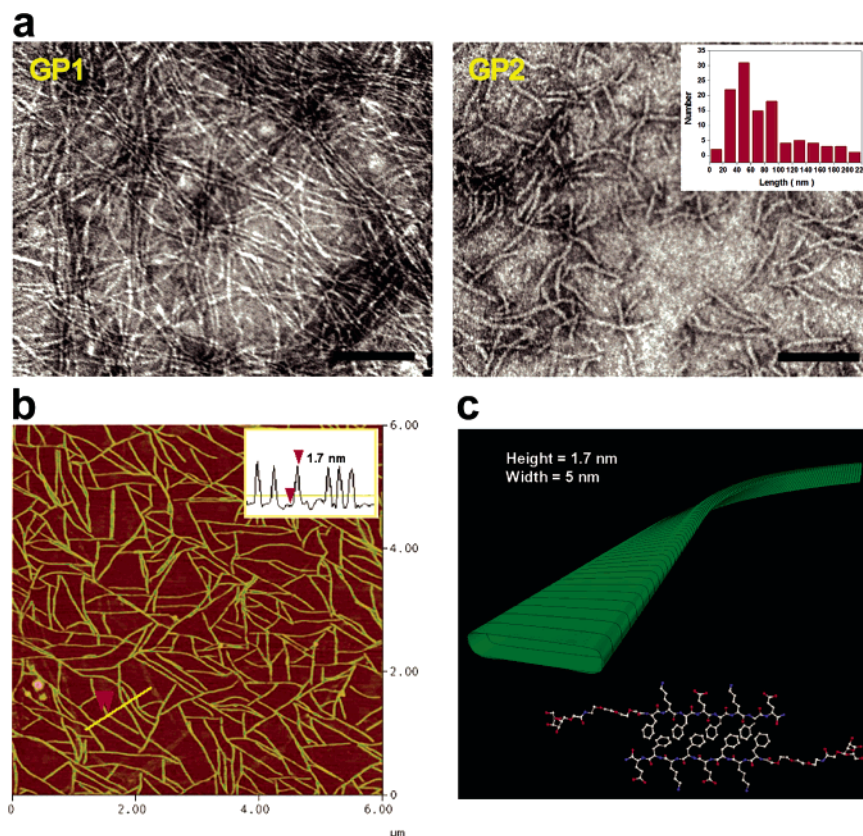 a
GP1
GP2
35
30
25
20
15
10
5
0
Number
0 20 40 60 80 100 120 140 160 180 200 22
Length ( nm )
b
6.00
4.00
2.00
0
1.7 nm
0 2.00 4.00 6.00
µm
c
Height = 1.7 nm
Width = 5 nm